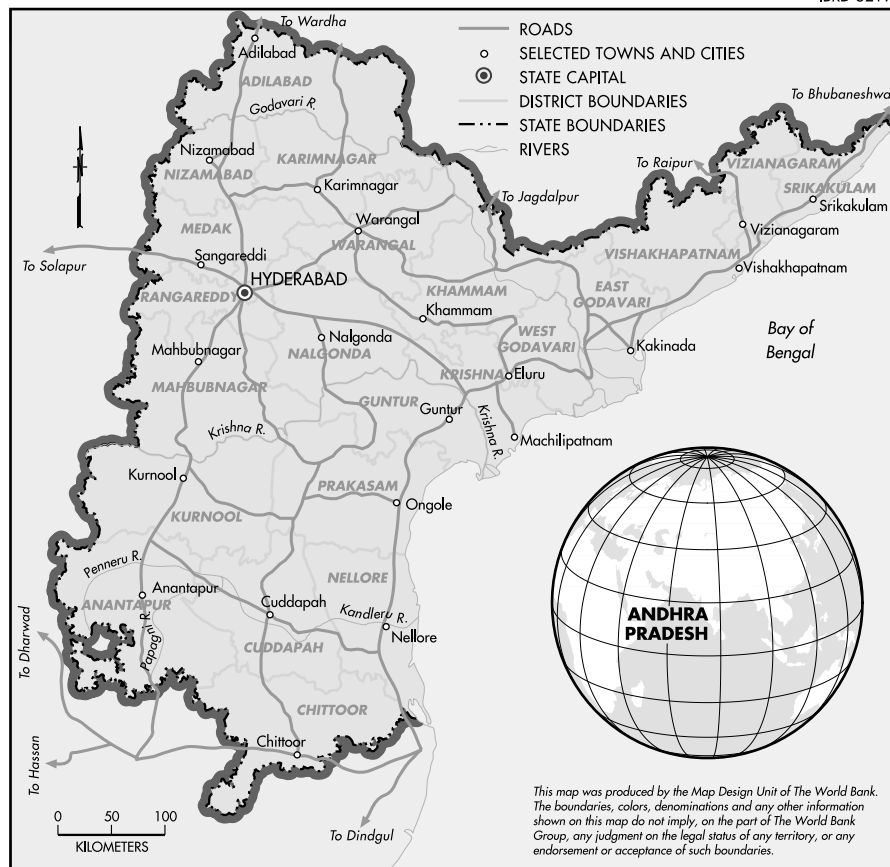 ROADS
SELECTED TOWNS AND CITIES
STATE CAPITAL
DISTRICT BOUNDARIES
STATE BOUNDARIES
RIVERS
To Wardha
Adilabad
ADILABAD
Godavari R.
To Bhubaneshwar
Nizamabad
NIZAMABAD
KARIMNAGAR
Karimnagar
To Raipur
VIZIANAGARAM
SRIKAKULAM
Srikakulam
To Jagdalpur
MEDAK
Warangal
WARANGAL
Vizianagaram
VISHAKHAPATNAM
Vishakhapatnam
To Solapur
Sangareddi
HYDERABAD
RANGAREDDY
KHAMMAM
Khammam
EAST
GODAVARI
WEST
GODAVARI
Bay of
Bengal
Kakinada
Mahbubnagar
MAHBUBNAGAR
Nalgonda
NALGONDA
KRISHNA
Eluru
GUNTUR
Guntur
Krishna R.
Krishna R.
Machilipatnam
Kurnool
KURNOOL
PRAKASAM
Ongole
Penneru R.
Anantapur
ANANTAPUR
Papagni R.
NELLORE
Cuddapah
Kandleru R.
Nellore
CUDDAPAH
To Dharwad
CHITTOOR
Chittoor
To Hassan
To Dindgul
ANDHRA
PRADESH
0 50 100
KILOMETERS
This map was produced by the Map Design Unit of The World Bank.
The boundaries, colors, denominations and any other information
shown on this map do not imply, on the part of The World Bank
Group, any judgment on the legal status of any territory, or any
endorsement or acceptance of such boundaries.